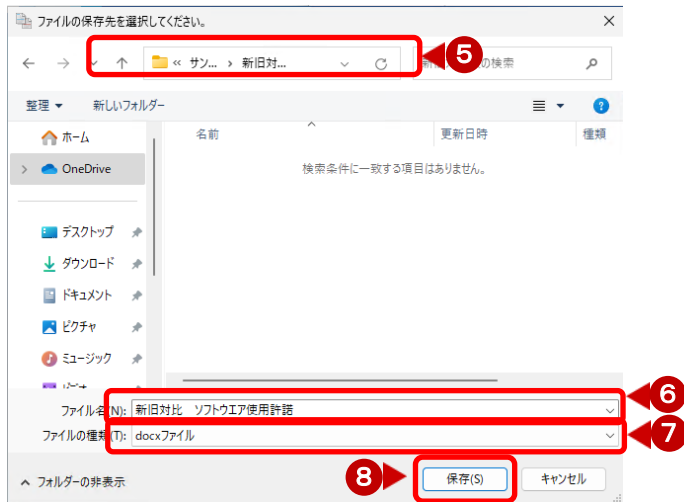 ファイルの保存先を選択してください。
« サン... › 新旧対... 5 の検索
整理 新しいフォルダー
名前 更新日時 種類
ホーム
検索条件に一致する項目はありません。
OneDrive
デスクトップ
ダウンロード
ドキュメント
ピクチャ
ミュージック
6
ファイル名(N): 新旧対比 ソフトウエア使用許諾
ファイルの種類(T): docxファイル 7
フォルダーの非表示 8 保存(S) キャンセル